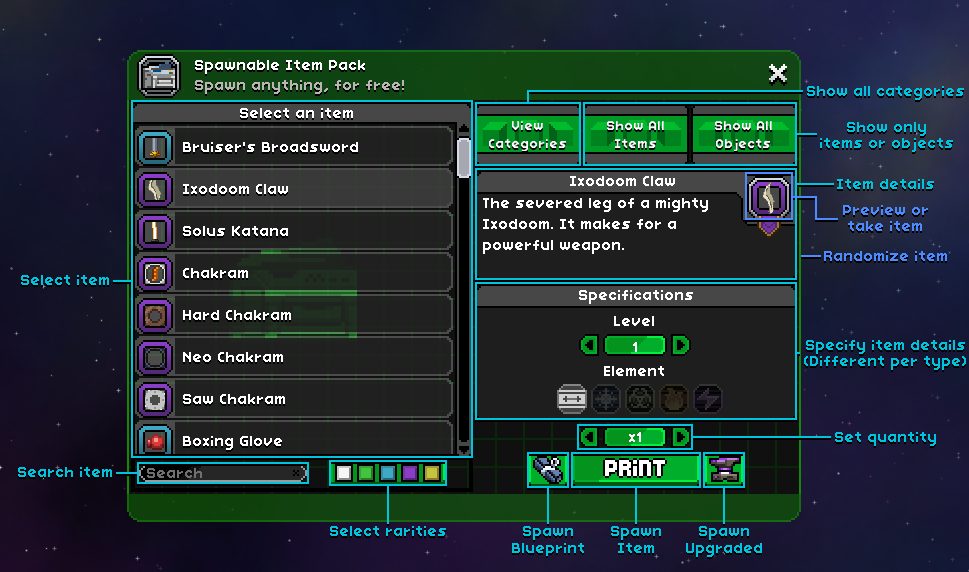 Spawnable Item Pack
Spawn anything, for free!
Select an item
Bruiser's Broadsword
Ixodoom Claw
Solus Katana
Chakram
Hard Chakram
Neo Chakram
Saw Chakram
Boxing Glove
Search
View
Categories
Show All
Items
Show All
Objects
Ixodoom Claw
The severed leg of a mighty
Ixodoom. It makes for a
powerful weapon.
Specifications
Level
1
Element
x1
PRINT
Show all categories
Show only
items or objects
Item details
Preview or
take item
Randomize item
Specify item details
(Different per type)
Set quantity
Select item
Search item
Select rarities
Spawn
Blueprint
Spawn
Item
Spawn
Upgraded